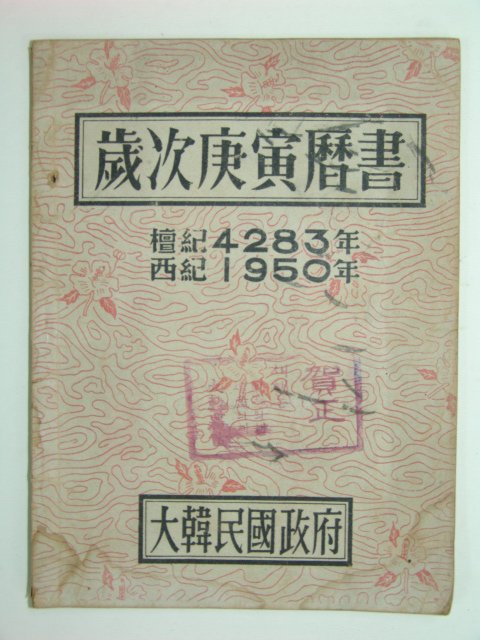 歲次庚寅曆書
檀紀4283年
西紀1950年
賀正
大韓民國政府